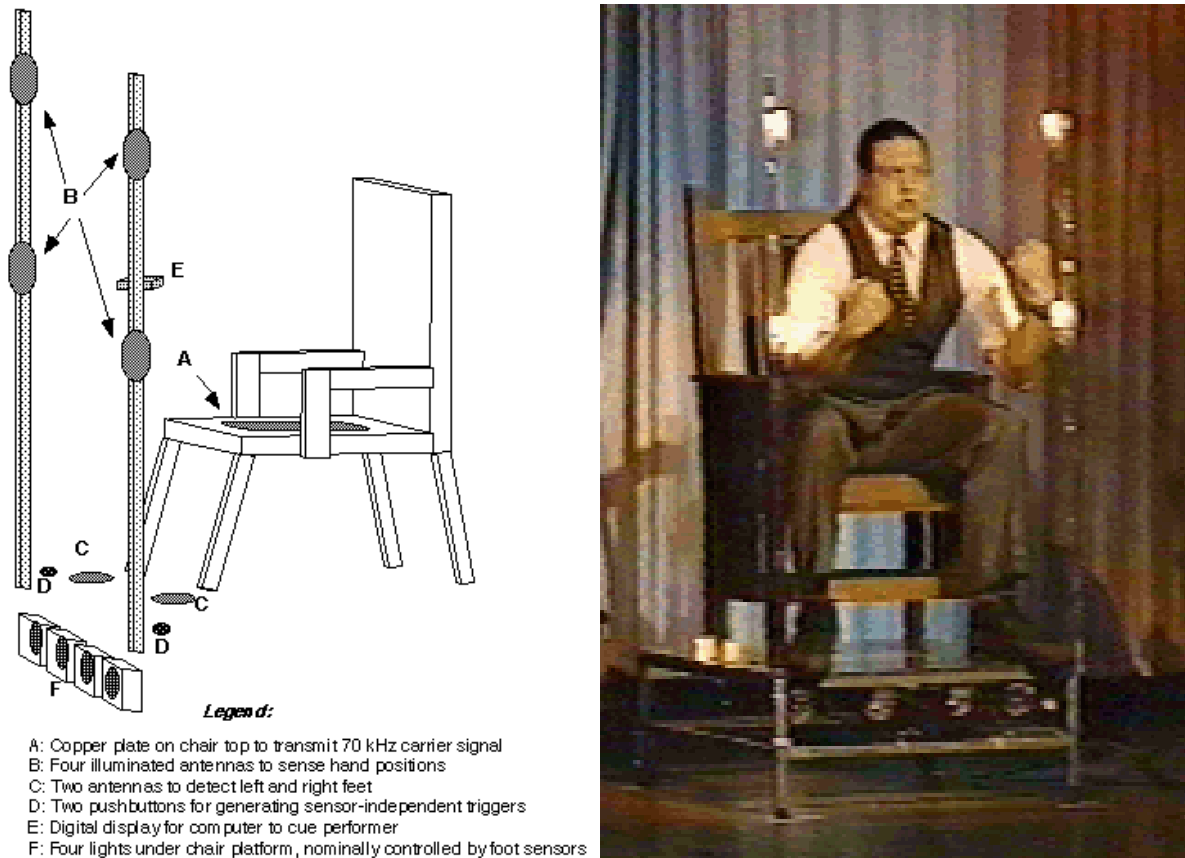 B
E
A
C
D
C
D
F
Legend:
A: Copper plate on chair top to transmit 70 kHz carrier signal
B: Four illuminated antennas to sense hand positions
C: Two antennas to detect left and right feet
D: Two pushbuttons for generating sensor-independent triggers
E: Digital display for computer to cue performer
F: Four lights under chair platform, nominally controlled by foot sensors